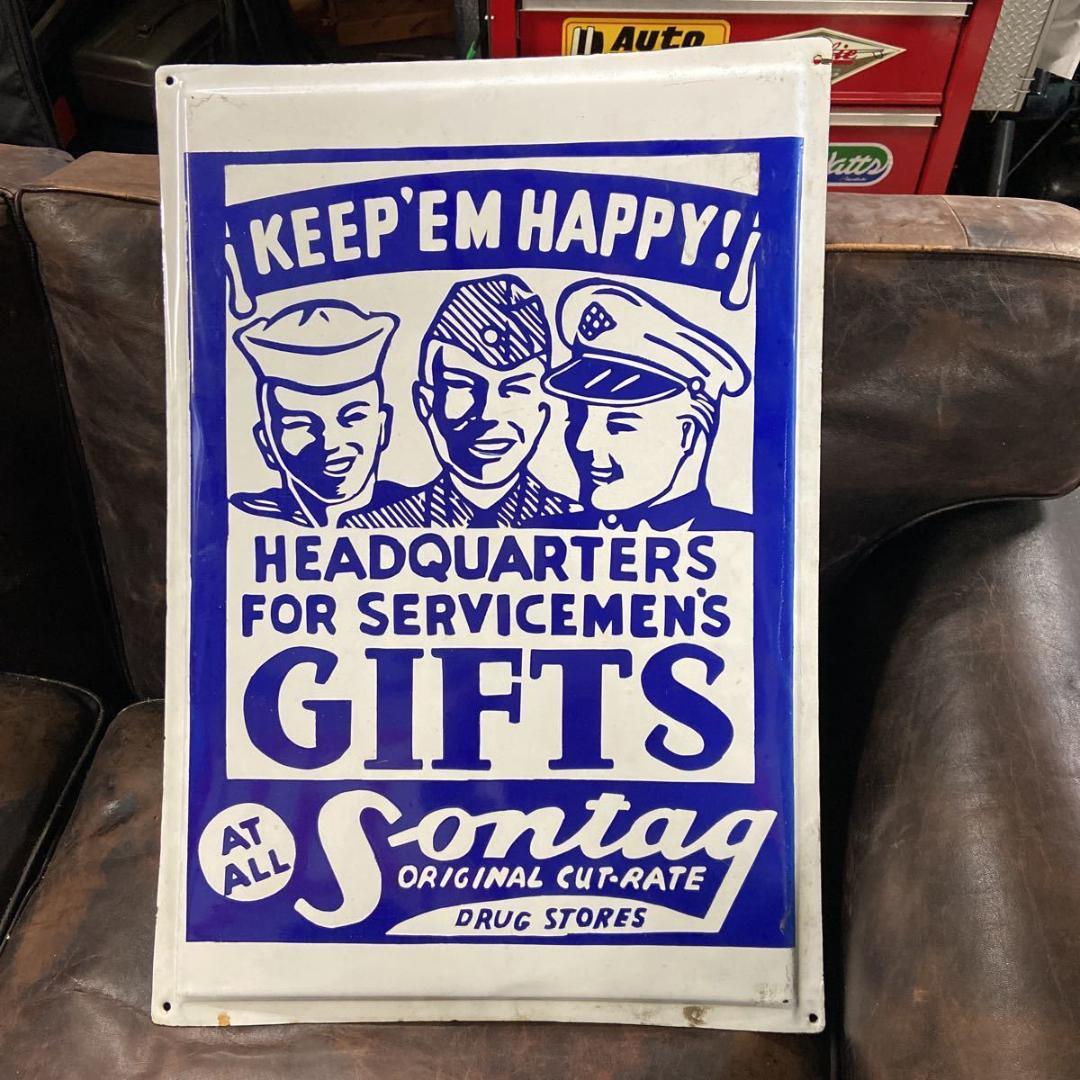 Auto
KEEP 'EM HAPPY!
HEADQUARTERS
FOR SERVICEMEN'S
GIFTS
AT
ALL
Sontag
ORIGINAL CUT-RATE
DRUG STORES